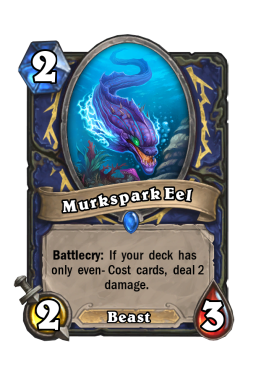 2
Murkspark Eel
Battlecry: If your deck has
only even- Cost cards, deal 2
damage.
2
Beast
3